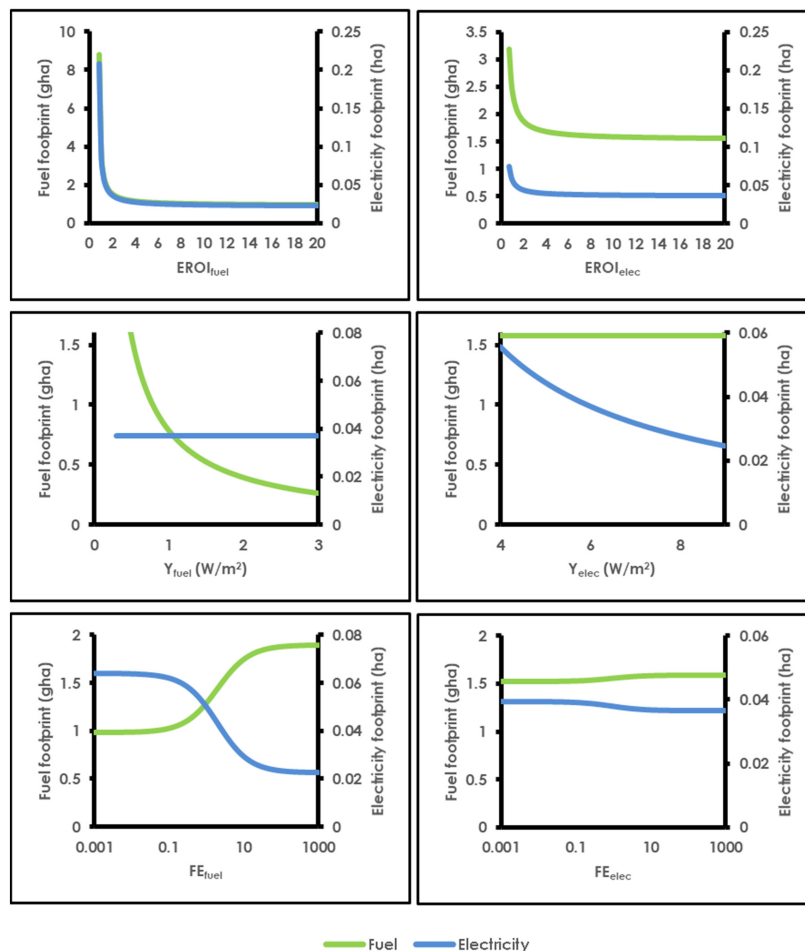 Fuel footprint (gha)
10
8
6
4
2
0
0.25
0.2
0.15
0.1
0.05
0
Electricity footprint (ha)
0 2 4 6 8 10 12 14 16 18 20
EROIfuel
Fuel footprint (gha)
3.5
3
2.5
2
1.5
1
0.5
0
0.25
0.2
0.15
0.1
0.05
0
Electricity footprint (ha)
0 2 4 6 8 10 12 14 16 18 20
EROIelec
Fuel footprint (gha)
1.5
1
0.5
0
0.08
0.06
0.04
0.02
0
Electricity footprint (ha)
0 1 2 3
Yfuel (W/m²)
Fuel footprint (gha)
1.5
1
0.5
0
0.06
0.04
0.02
0
Electricity footprint (ha)
4 6 8
Yelec (W/m²)
Fuel footprint (gha)
2
1.5
1
0.5
0
0.08
0.06
0.04
0.02
0
Electricity footprint (ha)
0.001 0.1 10 1000
FEfuel
Fuel footprint (gha)
2
1.5
1
0.5
0
0.06
0.04
0.02
0
Electricity footprint (ha)
0.001 0.1 10 1000
FEelec
Fuel Electricity